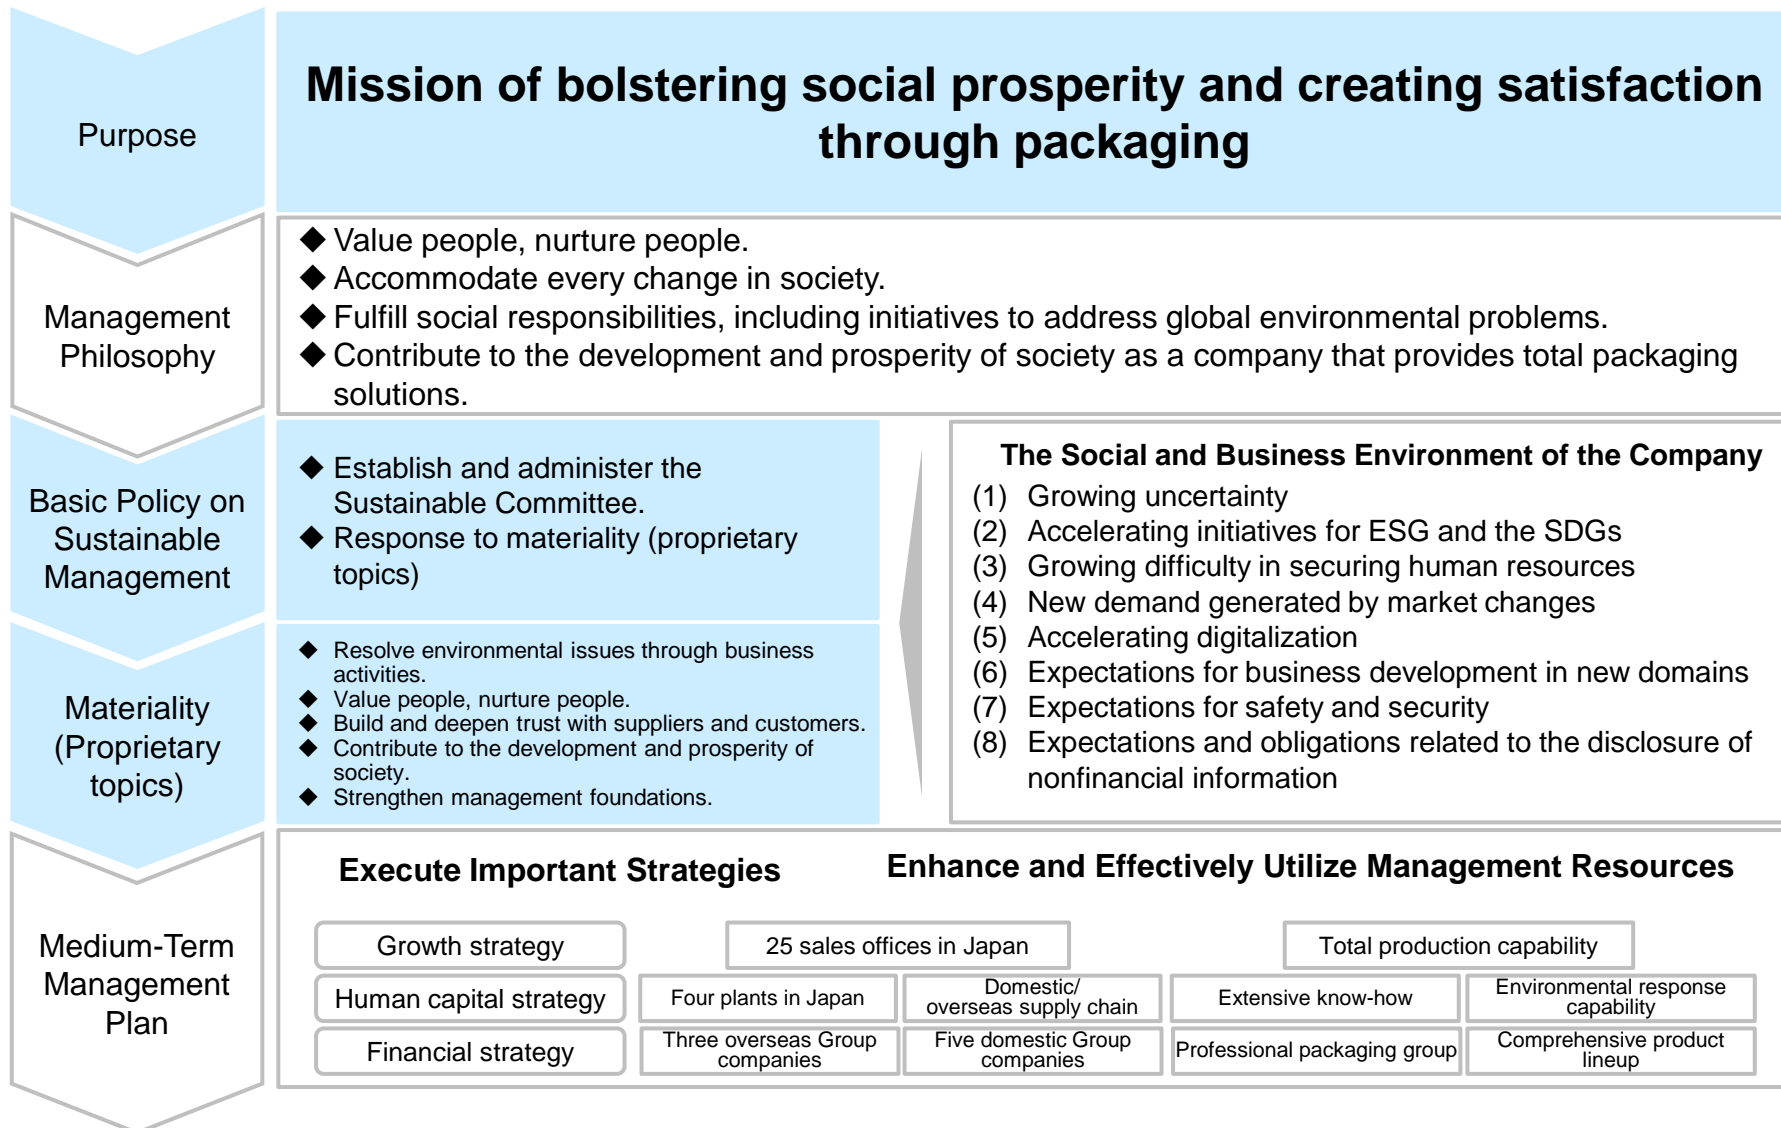 Purpose
Mission of bolstering social prosperity and creating satisfaction
through packaging
Management
Philosophy
◆ Value people, nurture people.
◆ Accommodate every change in society.
◆ Fulfill social responsibilities, including initiatives to address global environmental problems.
◆ Contribute to the development and prosperity of society as a company that provides total packaging
solutions.
Basic Policy on
Sustainable
Management
◆ Establish and administer the
Sustainable Committee.
◆ Response to materiality (proprietary
topics)
Materiality
(Proprietary
topics)
◆ Resolve environmental issues through business
activities.
◆ Value people, nurture people.
◆ Build and deepen trust with suppliers and customers.
◆ Contribute to the development and prosperity of
society.
◆ Strengthen management foundations.
The Social and Business Environment of the Company
(1) Growing uncertainty
(2) Accelerating initiatives for ESG and the SDGs
(3) Growing difficulty in securing human resources
(4) New demand generated by market changes
(5) Accelerating digitalization
(6) Expectations for business development in new domains
(7) Expectations for safety and security
(8) Expectations and obligations related to the disclosure of
nonfinancial information
Medium-Term
Management
Plan
Execute Important Strategies
Growth strategy
Human capital strategy
Financial strategy
Enhance and Effectively Utilize Management Resources
25 sales offices in Japan
Total production capability
Four plants in Japan
Domestic/
overseas supply chain
Extensive know-how
Environmental response
capability
Three overseas Group
companies
Five domestic Group
companies
Professional packaging group
Comprehensive product
lineup